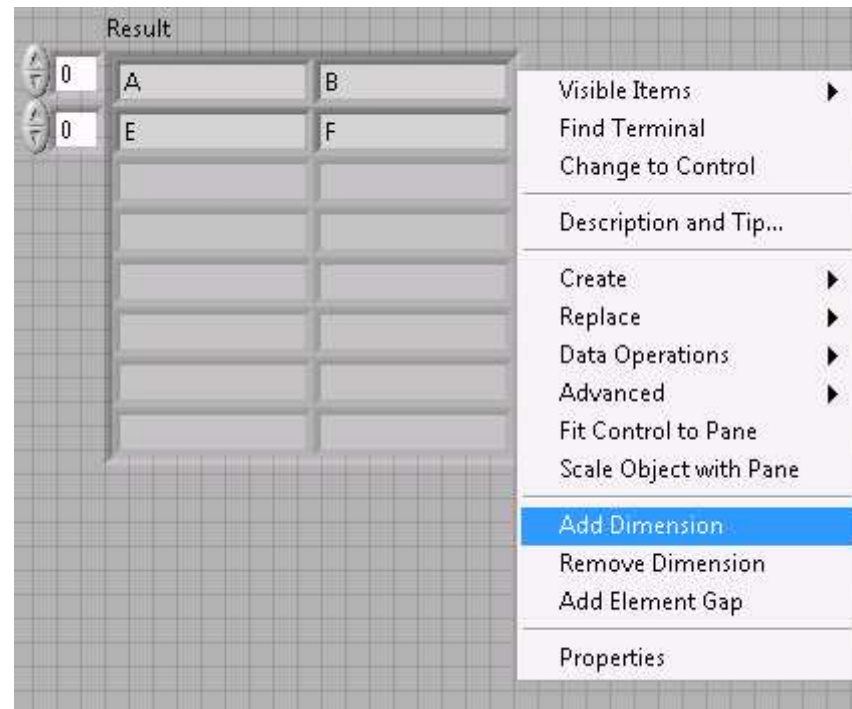 Result
0
A
B
0
E
F
Visible Items
Find Terminal
Change to Control
Description and Tip...
Create
Replace
Data Operations
Advanced
Fit Control to Pane
Scale Object with Pane
Add Dimension
Remove Dimension
Add Element Gap
Properties